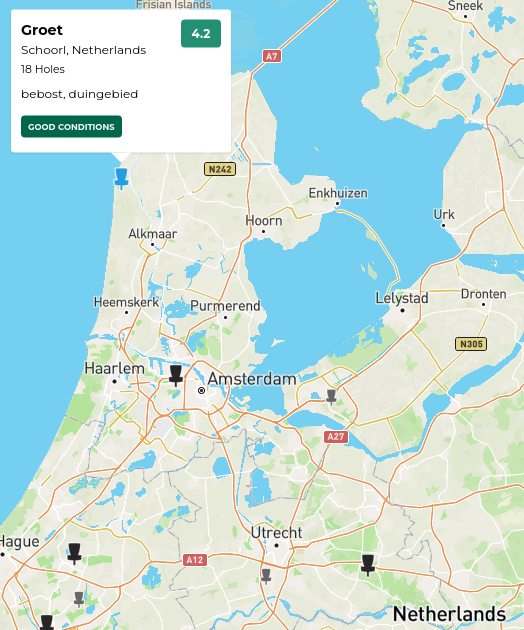 Frisian Islands
Sneek
Groet
4.2
Schoorl, Netherlands
18 Holes
bebost, duingebied
GOOD CONDITIONS
A7
N242
Enkhuizen
Urk
Hoorn
Alkmaar
Lelystad
Dronten
Heemskerk
Purmerend
N305
Haarlem
Amsterdam
A27
Hague
Utrecht
A12
Netherlands